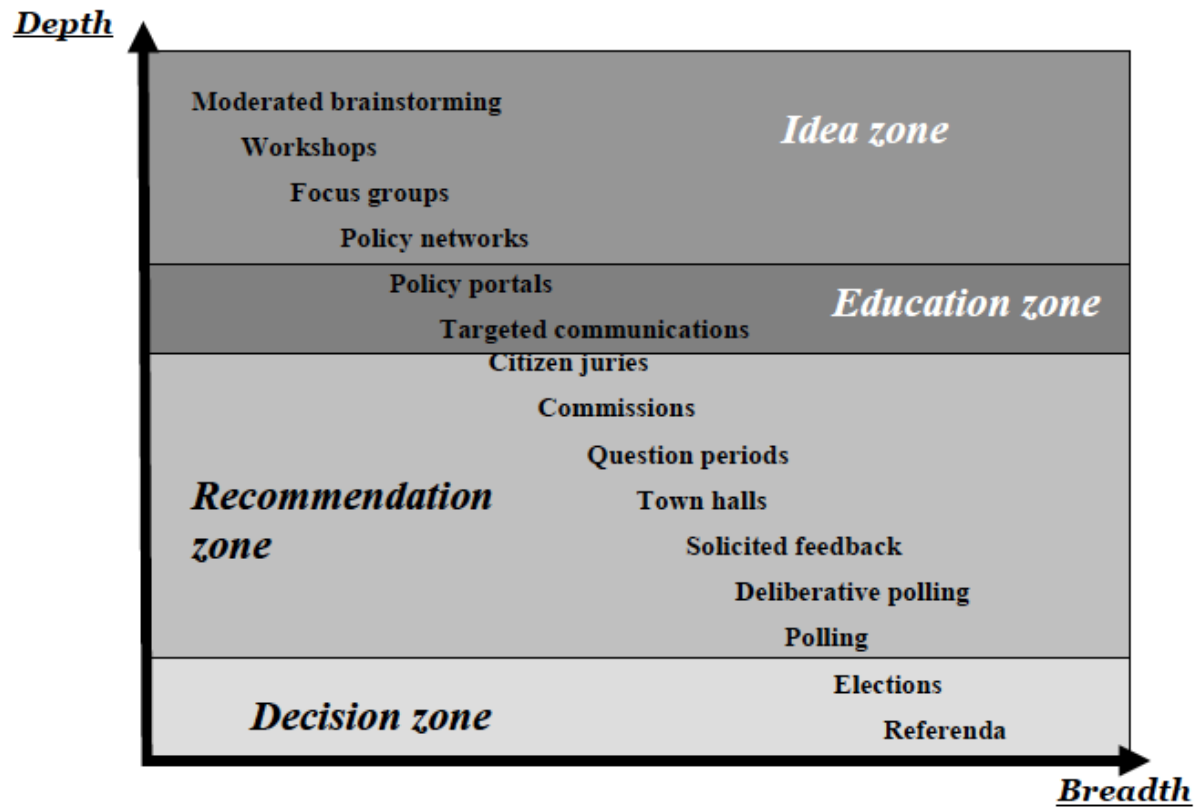 Depth
Moderated brainstorming
Idea zone
Workshops
Focus groups
Policy networks
Policy portals
Education zone
Targeted communications
Citizen juries
Commissions
Question periods
Recommendation
zone
Town halls
Solicited feedback
Deliberative polling
Polling
Elections
Decision zone
Referenda
Breadth